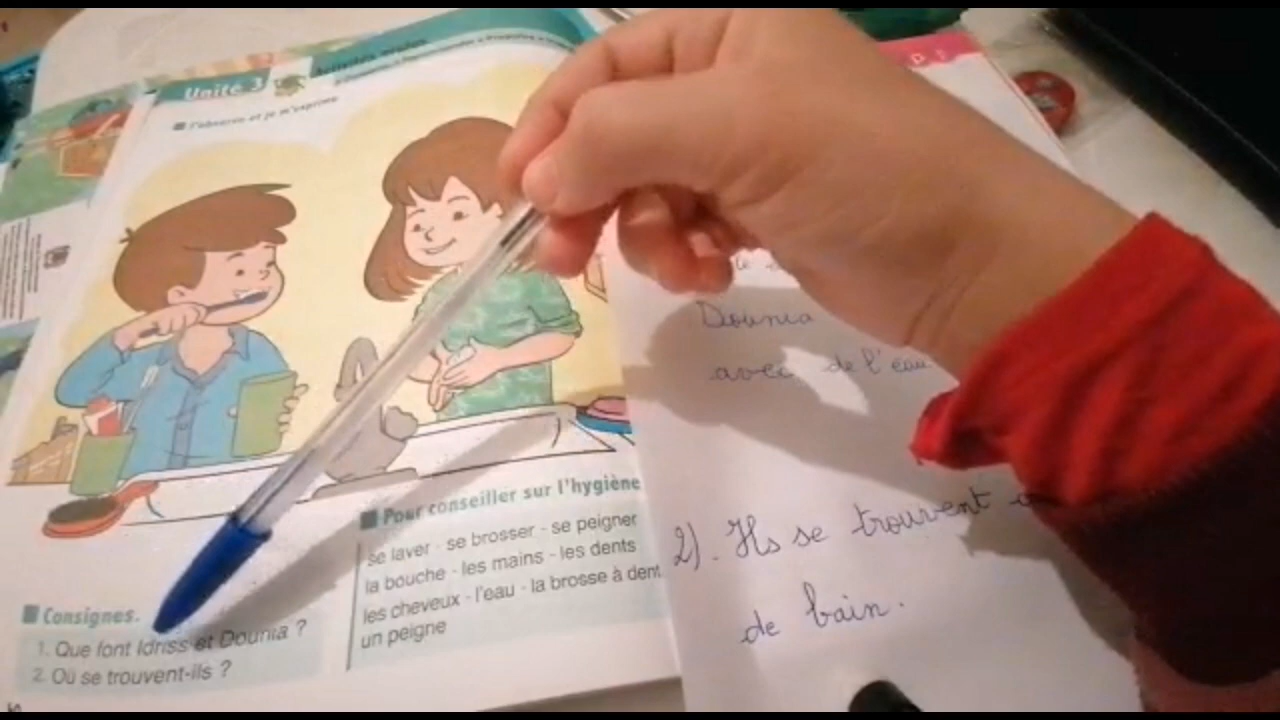 Unité 3
Activités orales
J'observe et je m'exprime
Pour conseiller sur l'hygiène
se laver - se brosser - se peigner
la bouche - les mains - les dents
les cheveux - l'eau - la brosse à dent
un peigne
Consignes.
1. Que font Idriss et Dounia ?
2. Où se trouvent-ils ?
Dounia
avec de l'eau
2). Ils se trouvent
de bain.